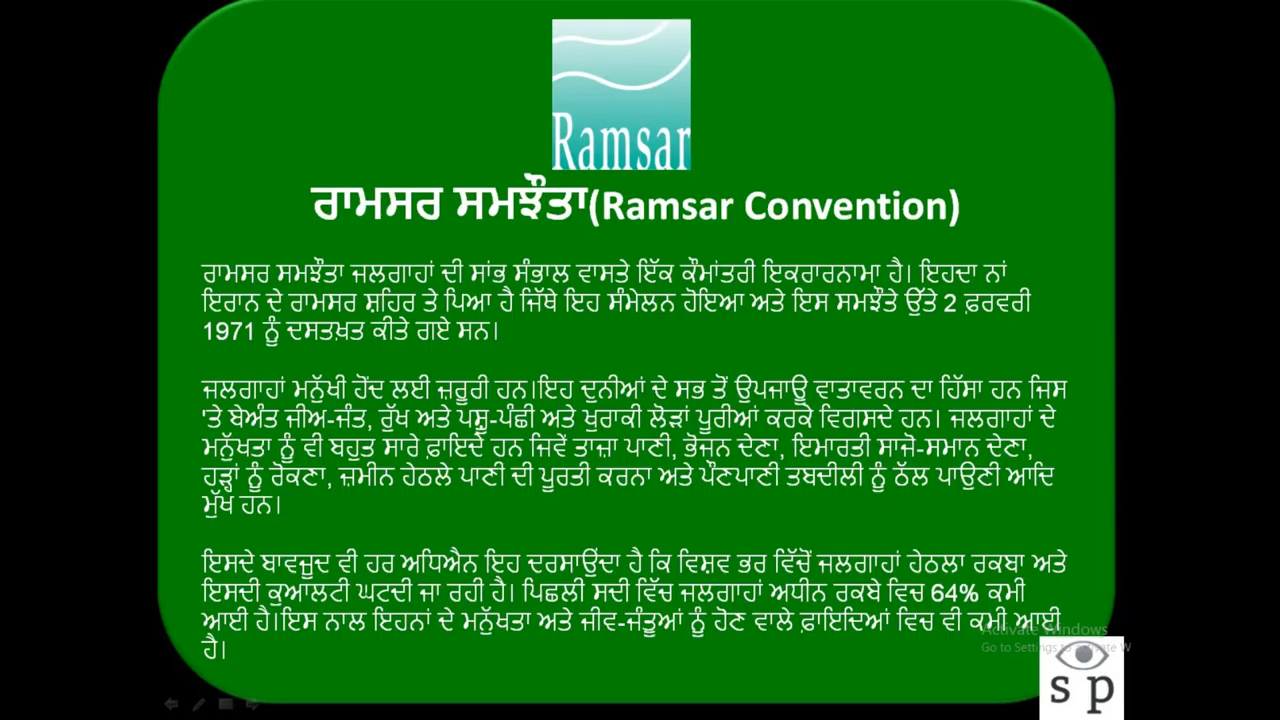 Ramsar
ਰਾਮਸਰ ਸਮਝੌਤਾ(Ramsar Convention)
ਰਾਮਸਰ ਸਮਝੌਤਾ ਜਲਗਾਹਾਂ ਦੀ ਸਾਂਭ ਸੰਭਾਲ ਵਾਸਤੇ ਇੱਕ ਕੌਮਾਂਤਰੀ ਇਕਰਾਰਨਾਮਾ ਹੈ। ਇਹਦਾ ਨਾਂ
ਇਰਾਨ ਦੇ ਰਾਮਸਰ ਸ਼ਹਿਰ ਤੇ ਪਿਆ ਹੈ ਜਿੱਥੇ ਇਹ ਸੰਮੇਲਨ ਹੋਇਆ ਅਤੇ ਇਸ ਸਮਝੌਤੇ ਉੱਤੇ 2 ਫ਼ਰਵਰੀ
1971 ਨੂੰ ਦਸਤਖ਼ਤ ਕੀਤੇ ਗਏ ਸਨ।
ਜਲਗਾਹਾਂ ਮਨੁੱਖੀ ਹੋਂਦ ਲਈ ਜ਼ਰੂਰੀ ਹਨ।ਇਹ ਦੁਨੀਆਂ ਦੇ ਸਭ ਤੋਂ ਉਪਜਾਊ ਵਾਤਾਵਰਨ ਦਾ ਹਿੱਸਾ ਹਨ ਜਿਸ
'ਤੇ ਬੇਅੰਤ ਜੀਅ-ਜੰਤ, ਰੁੱਖ ਅਤੇ ਪਸ਼ੂ-ਪੰਛੀ ਅਤੇ ਖੁਰਾਕੀ ਲੋੜਾਂ ਪੂਰੀਆਂ ਕਰਕੇ ਵਿਗਸਦੇ ਹਨ। ਜਲਗਾਹਾਂ ਦੇ
ਮਨੁੱਖਤਾ ਨੂੰ ਵੀ ਬਹੁਤ ਸਾਰੇ ਫ਼ਾਇਦੇ ਹਨ ਜਿਵੇਂ ਤਾਜ਼ਾ ਪਾਣੀ, ਭੋਜਨ ਦੇਣਾ, ਇਮਾਰਤੀ ਸਾਜੋ-ਸਮਾਨ ਦੇਣਾ,
ਹੜ੍ਹਾਂ ਨੂੰ ਰੋਕਣਾ, ਜ਼ਮੀਨ ਹੇਠਲੇ ਪਾਣੀ ਦੀ ਪੂਰਤੀ ਕਰਨਾ ਅਤੇ ਪੌਣਪਾਣੀ ਤਬਦੀਲੀ ਨੂੰ ਠੱਲ ਪਾਉਣੀ ਆਦਿ
ਮੁੱਖ ਹਨ।
ਇਸਦੇ ਬਾਵਜੂਦ ਵੀ ਹਰ ਅਧਿਐਨ ਇਹ ਦਰਸਾਉਂਦਾ ਹੈ ਕਿ ਵਿਸ਼ਵ ਭਰ ਵਿੱਚੋਂ ਜਲਗਾਹਾਂ ਹੇਠਲਾ ਰਕਬਾ ਅਤੇ
ਇਸਦੀ ਕੁਆਲਟੀ ਘਟਦੀ ਜਾ ਰਹੀ ਹੈ। ਪਿਛਲੀ ਸਦੀ ਵਿੱਚ ਜਲਗਾਹਾਂ ਅਧੀਨ ਰਕਬੇ ਵਿਚ 64% ਕਮੀ
ਆਈ ਹੈ।ਇਸ ਨਾਲ ਇਹਨਾਂ ਦੇ ਮਨੁੱਖਤਾ ਅਤੇ ਜੀਵ-ਜੰਤੂਆਂ ਨੂੰ ਹੋਣ ਵਾਲੇ ਫ਼ਾਇਦਿਆਂ ਵਿਚ ਵੀ ਕਮੀ ਆਈ
ਹੈ।
Activate Windows
Go to Settings to activate W
s p